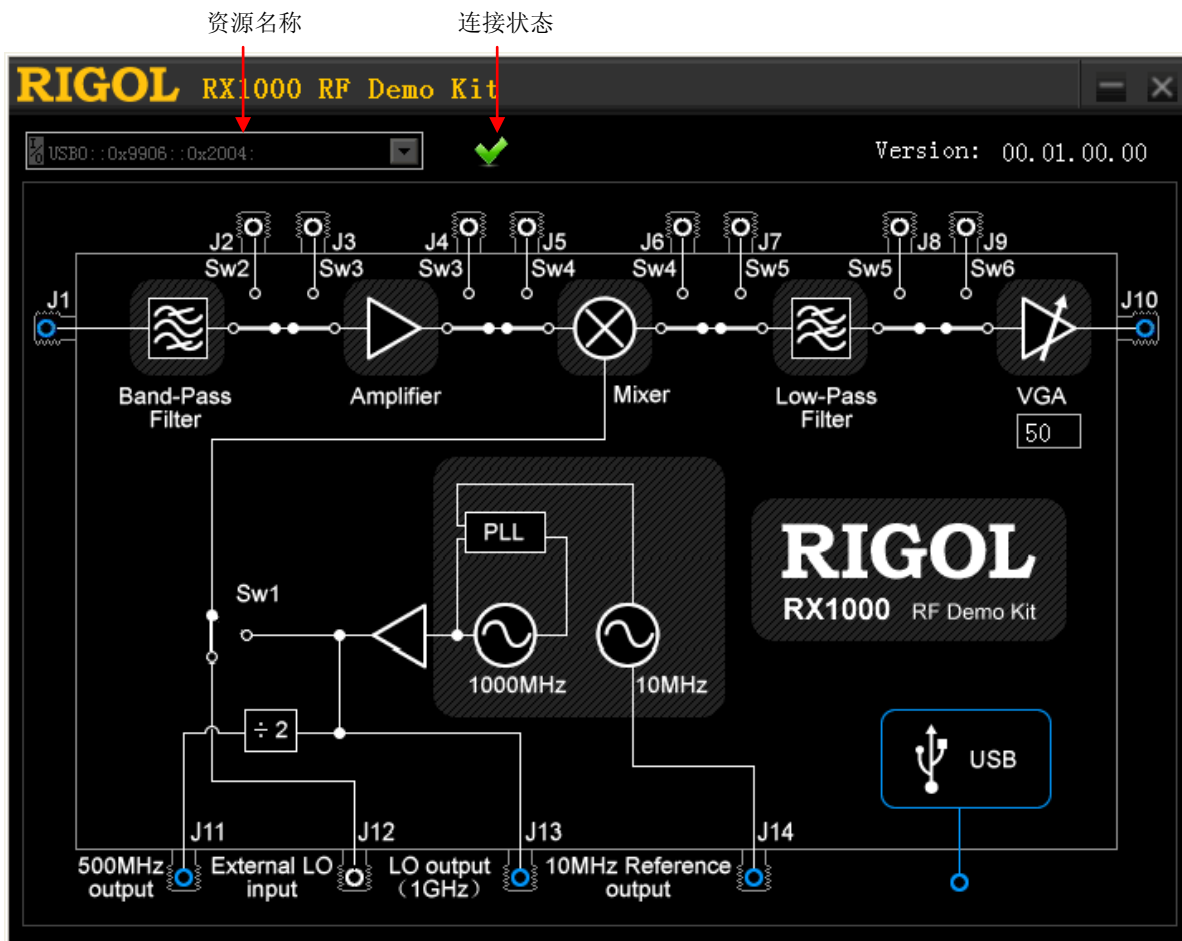 资源名称 连接状态
RIGOL RX1000 RF Demo Kit
I/O USB0::0x9906::0x2004: Version: 00.01.00.00
J2 J3 J4 J5 J6 J7 J8 J9
Sw2 Sw3 Sw3 Sw4 Sw4 Sw5 Sw5 Sw6
J1 J10
Band-Pass Filter
Amplifier
Mixer
Low-Pass Filter
VGA
50
PLL
RIGOL
RX1000 RF Demo Kit
Sw1
1000MHz 10MHz
÷ 2
USB
J11 J12 J13 J14
500MHz output
External LO input
LO output (1GHz)
10MHz Reference output